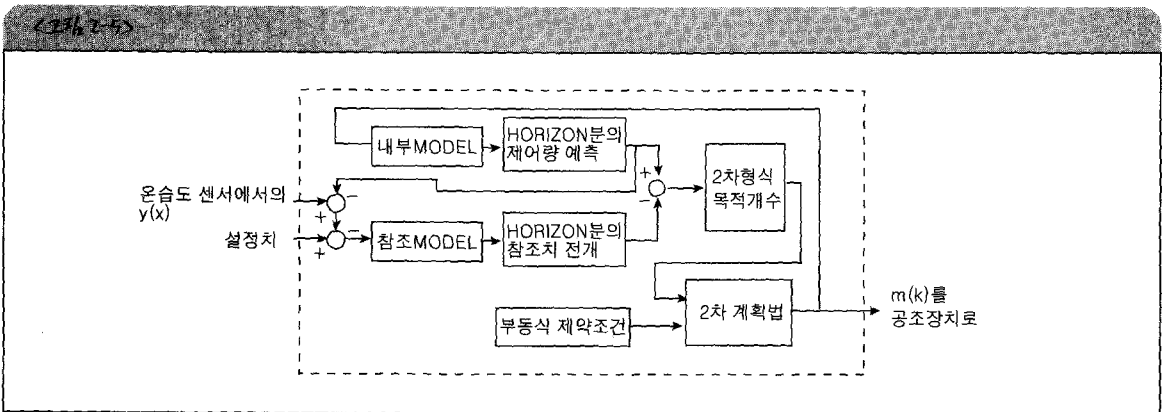 <그림 2-5>
내부MODEL
HORIZON분의
제어량 예측
2차형식
목적개수
온습도 센서에서의
y(x)
설정치
참조MODEL
HORIZON분의
참조치 전개
부동식 제약조건
2차 계획법
m(k)를
공조장치로
+
-
-
+
-
+
-